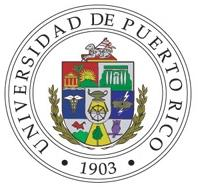 UNIVERSIDAD DE PUERTO RICO
• 1903 •